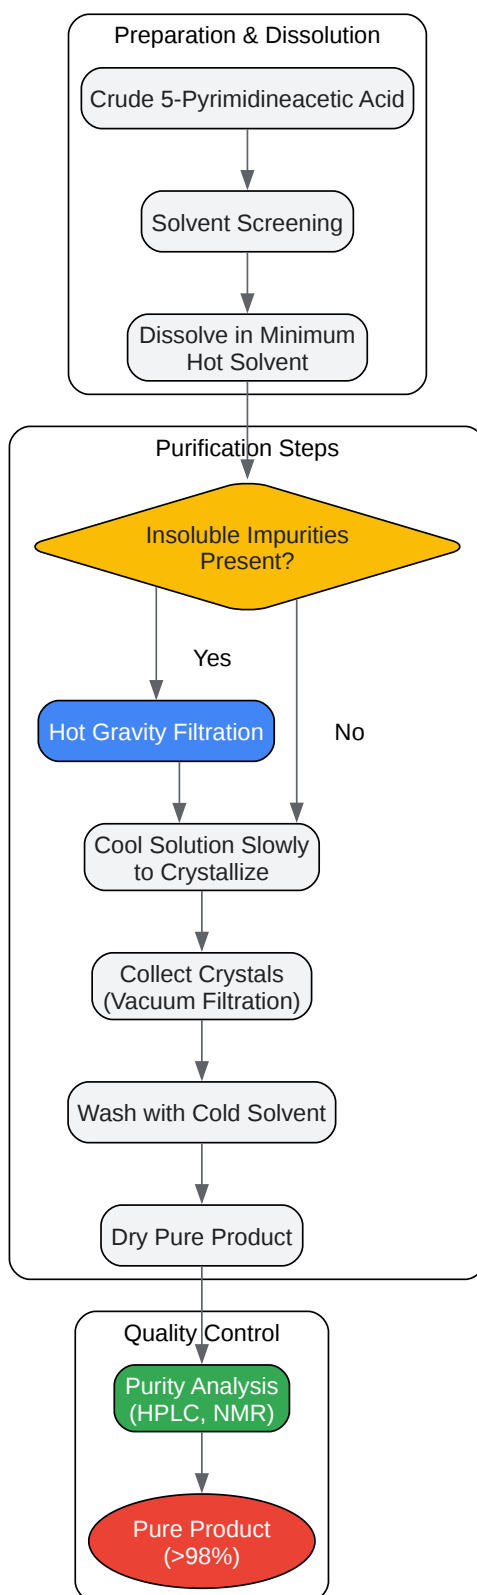 Preparation & Dissolution
Crude 5-Pyrimidineacetic Acid
Solvent Screening
Dissolve in Minimum
Hot Solvent
Purification Steps
Insoluble Impurities
Present?
Yes
Hot Gravity Filtration
No
Cool Solution Slowly
to Crystallize
Collect Crystals
(Vacuum Filtration)
Wash with Cold Solvent
Dry Pure Product
Quality Control
Purity Analysis
(HPLC, NMR)
Pure Product
(>98%)